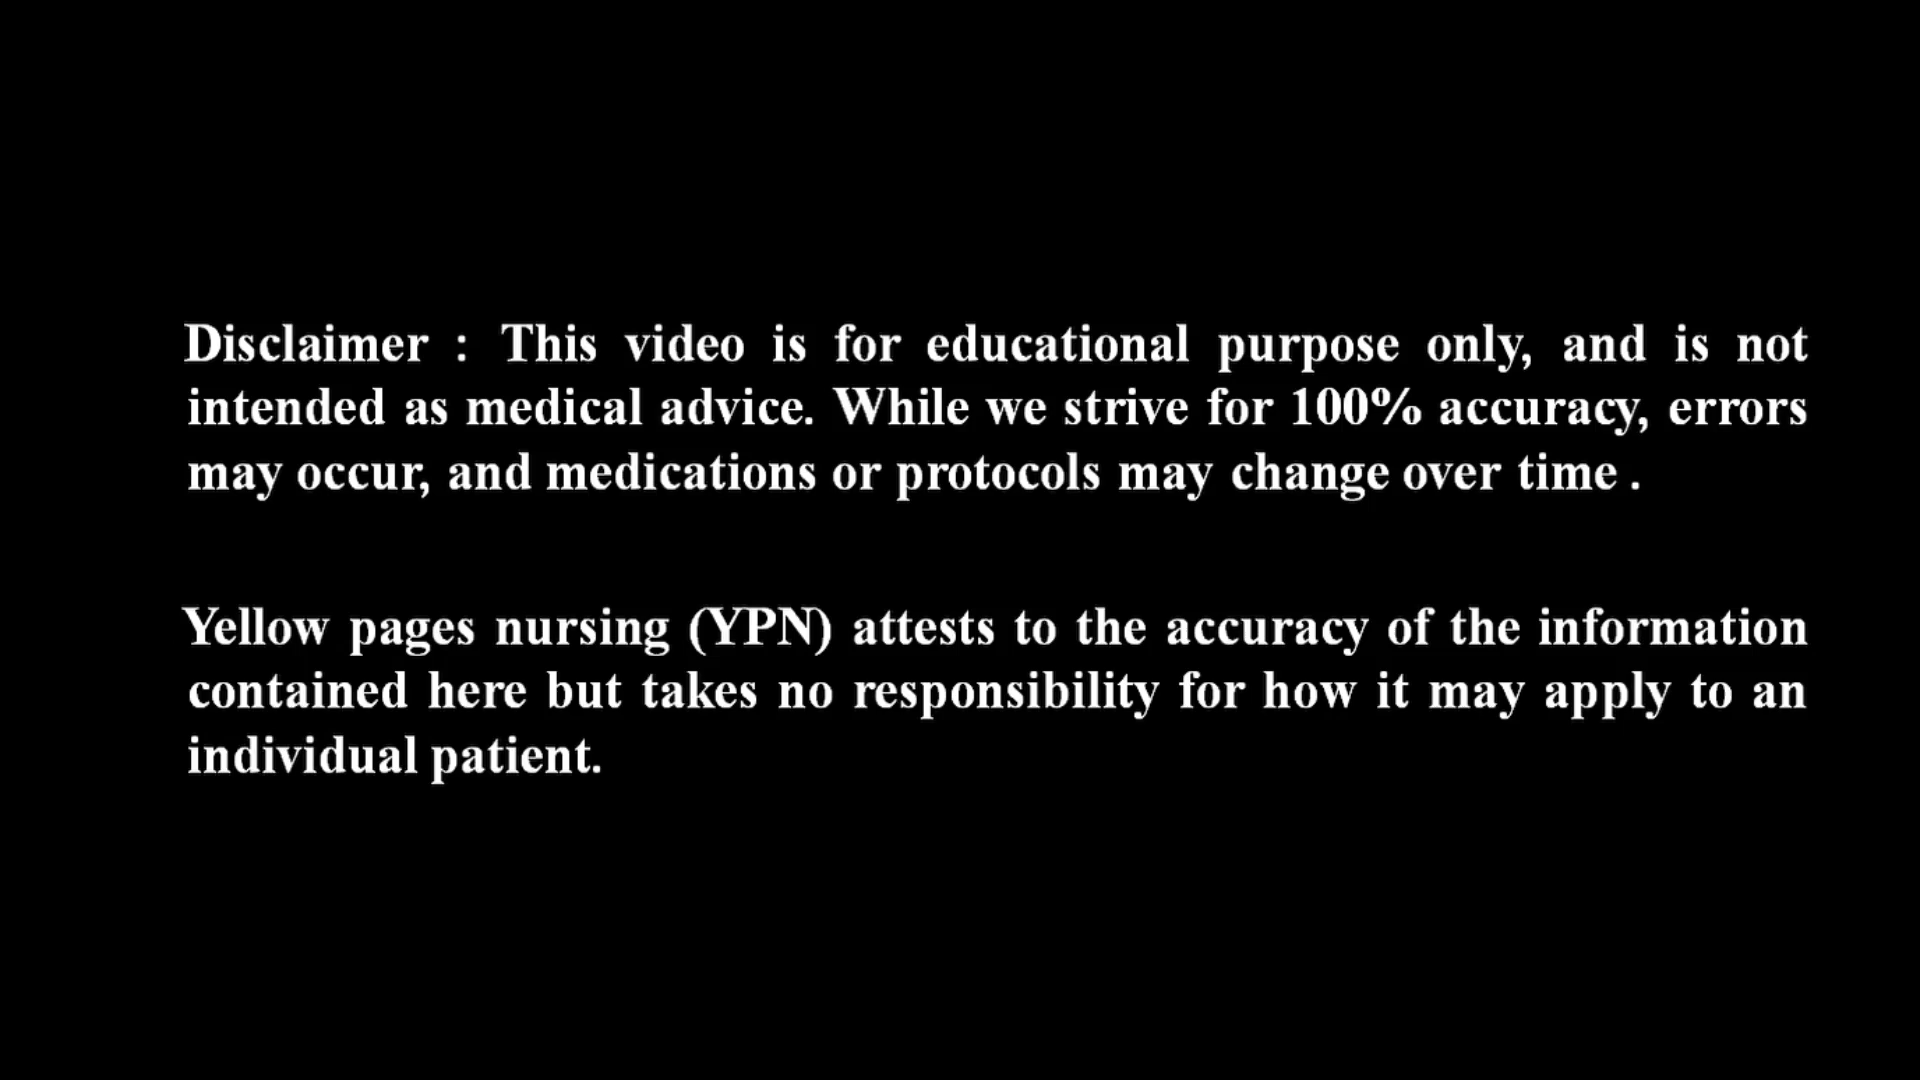 Disclaimer : This video is for educational purpose only, and is not
intended as medical advice. While we strive for 100% accuracy, errors
may occur, and medications or protocols may change over time .
Yellow pages nursing (YPN) attests to the accuracy of the information
contained here but takes no responsibility for how it may apply to an
individual patient.